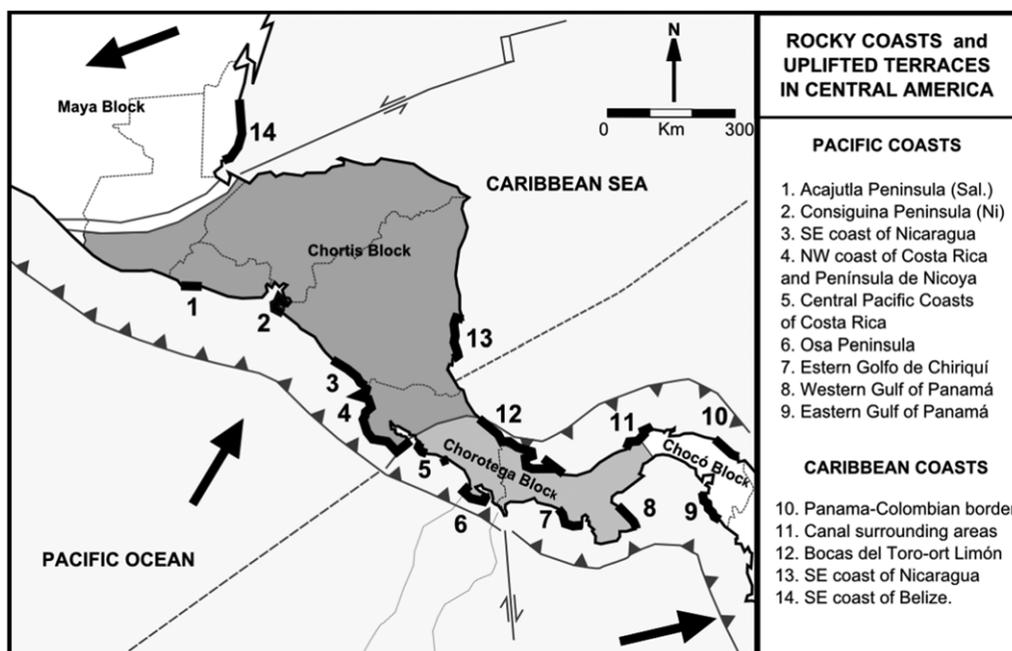 Maya Block
14
N
0 Km 300
CARIBBEAN SEA
Chortis Block
1
2
13
3
4
12
10
11
Chocó Block
Chorotega Block
5
6
7
8
9
PACIFIC OCEAN
ROCKY COASTS and
UPLIFTED TERRACES
IN CENTRAL AMERICA
PACIFIC COASTS
1. Acajutla Peninsula (Sal.)
2. Consiguina Peninsula (Ni)
3. SE coast of Nicaragua
4. NW coast of Costa Rica
and Península de Nicoya
5. Central Pacific Coasts
of Costa Rica
6. Osa Peninsula
7. Estern Golfo de Chiriquí
8. Western Gulf of Panamá
9. Eastern Gulf of Panamá
CARIBBEAN COASTS
10. Panama-Colombian border
11. Canal surrounding areas
12. Bocas del Toro-ort Limón
13. SE coast of Nicaragua
14. SE coast of Belize.